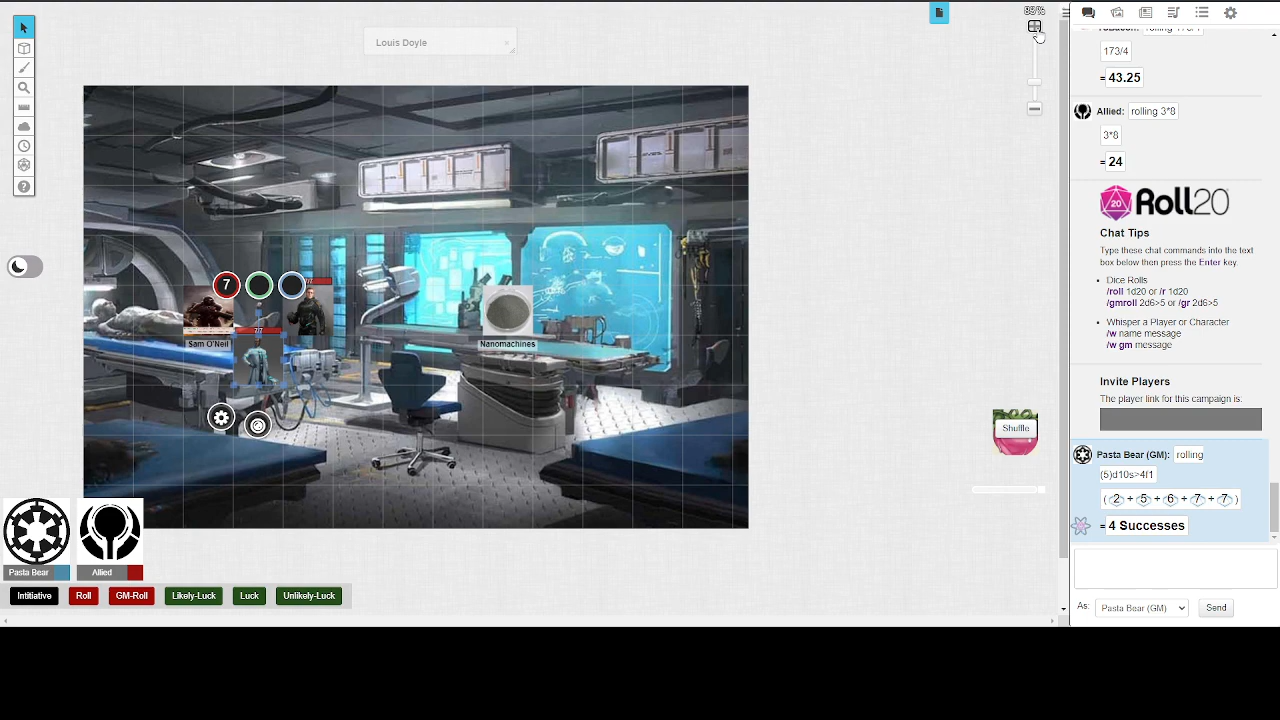 83%
Louis Doyle
173/4
= 43.25
Allied: rolling 3*8
3*8
= 24
Roll20
20
Chat Tips
Type these chat commands into the text
box below then press the Enter key.
Dice Rolls
/roll 1d20 or /r 1d20
/gmroll 2d6>5 or /gr 2d6>5
Whisper a Player or Character
/w name message
/w gm message
Invite Players
The player link for this campaign is:
Pasta Bear (GM): rolling
(5)d10s>4f1
( 2 + 5 + 6 + 7 + 7 )
= 4 Successes
As: Pasta Bear (GM) Send
7
7/7
Sam O'Neil
Nanomachines
Shuffle
Pasta Bear
Allied
Intitiative Roll GM-Roll Likely-Luck Luck Unlikely-Luck